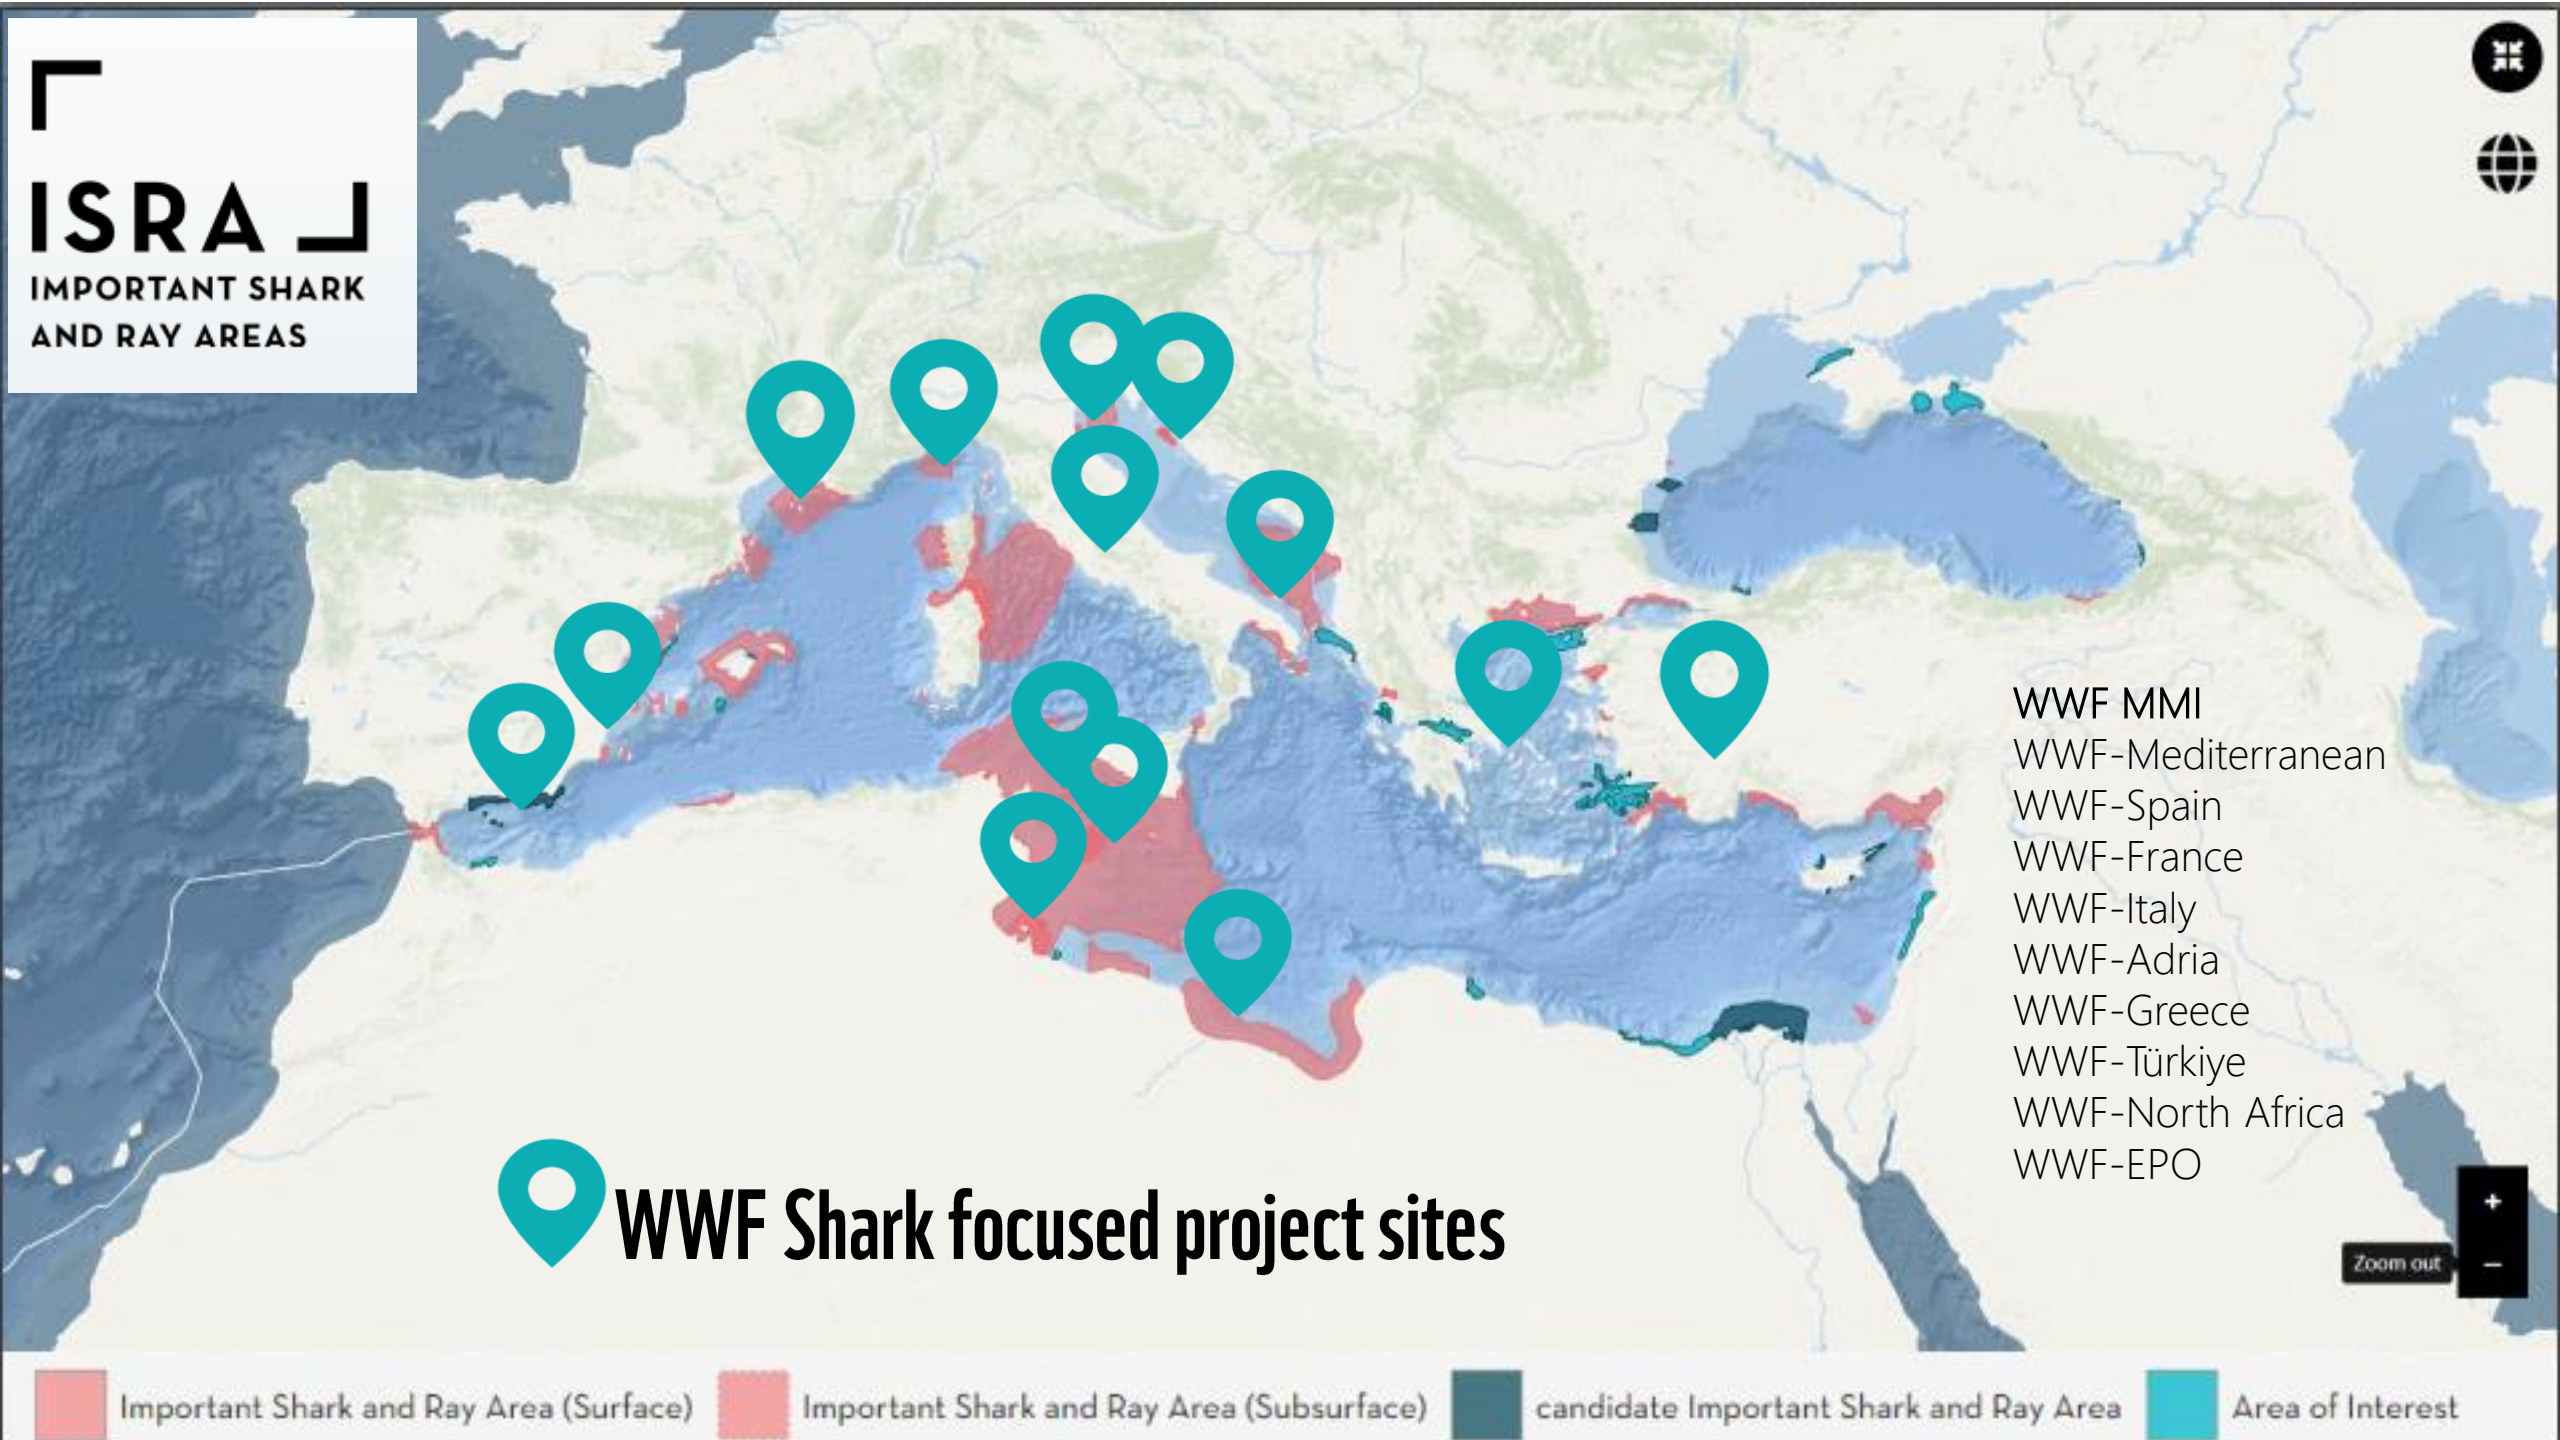 ISRA
IMPORTANT SHARK
AND RAY AREAS
WWF MMI
WWF-Mediterranean
WWF-Spain
WWF-France
WWF-Italy
WWF-Adria
WWF-Greece
WWF-Türkiye
WWF-North Africa
WWF-EPO
WWF Shark focused project sites
+
Zoom out
−
Important Shark and Ray Area (Surface)
Important Shark and Ray Area (Subsurface)
candidate Important Shark and Ray Area
Area of Interest